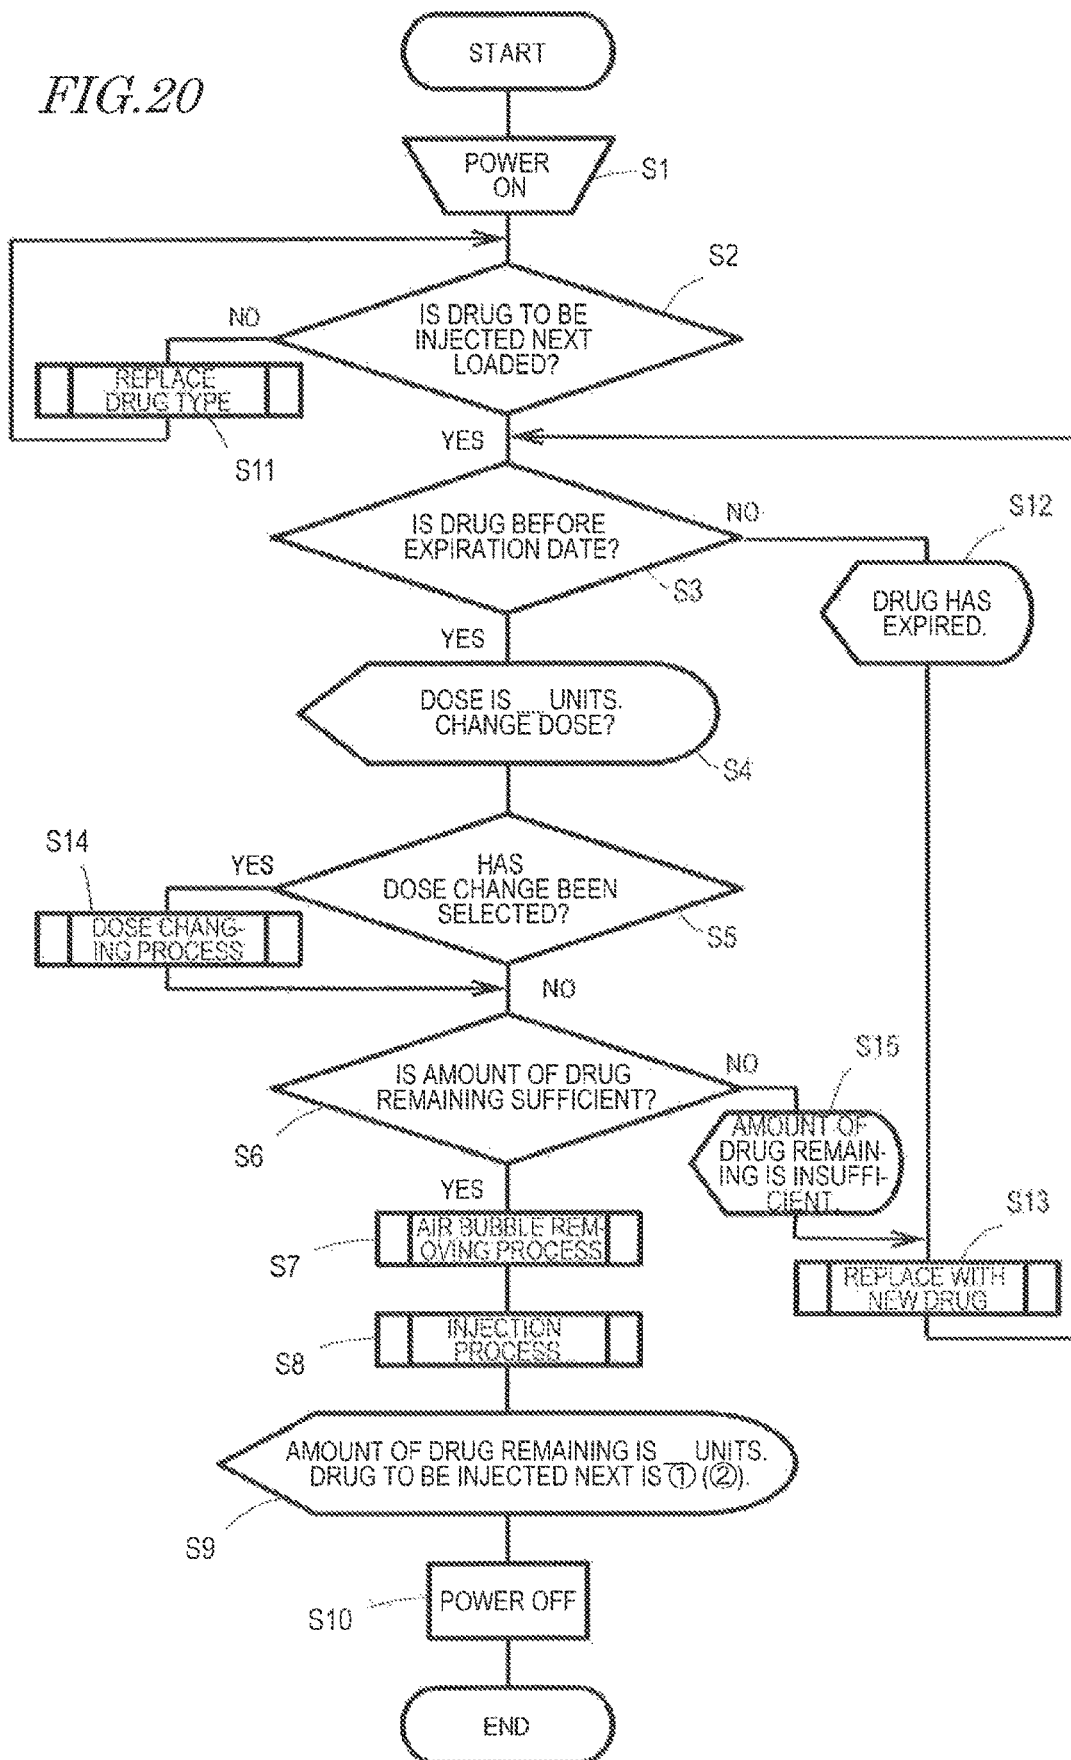 FIG.20
START
POWER
ON
S1
S2
NO
IS DRUG TO BE
INJECTED NEXT
LOADED?
REPLACE
DRUG TYPE
S11
YES
IS DRUG BEFORE
EXPIRATION DATE?
NO
S12
S3
DRUG HAS
EXPIRED.
YES
DOSE IS __ UNITS.
CHANGE DOSE?
S4
S14
YES
HAS
DOSE CHANGE BEEN
SELECTED?
S5
DOSE CHANG-
ING PROCESS
NO
IS AMOUNT OF DRUG
REMAINING SUFFICIENT?
NO
S15
S6
AMOUNT OF
DRUG REMAIN-
ING IS INSUFFI-
CIENT.
YES
S13
AIR BUBBLE REM-
OVING PROCESS
S7
REPLACE WITH
NEW DRUG
INJECTION
PROCESS
S8
AMOUNT OF DRUG REMAINING IS __ UNITS.
DRUG TO BE INJECTED NEXT IS ① (②).
S9
POWER OFF
S10
END